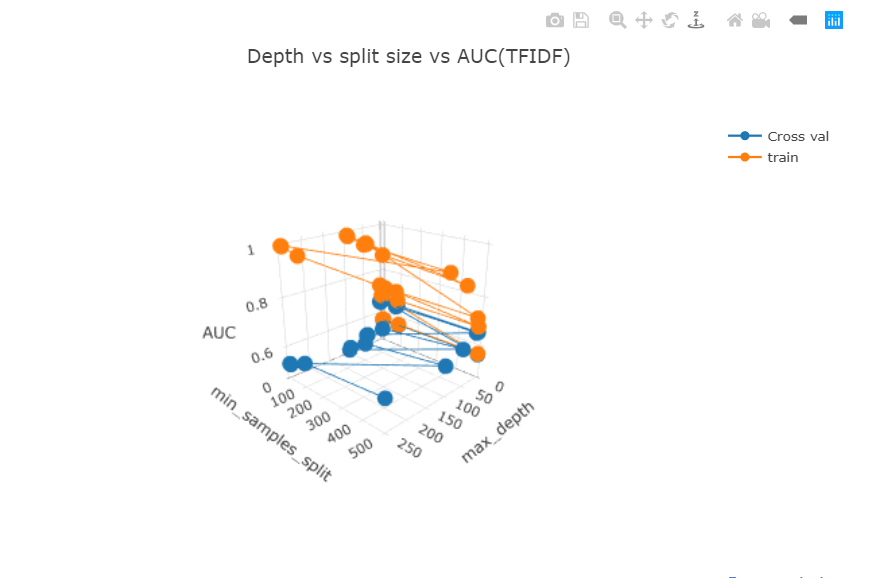 z
Depth vs split size vs AUC(TFIDF)
Cross val
train
1
0.8
0.6
AUC
0
100
200
300
400
500
min_samples_split
0
50
100
150
200
250
max_depth